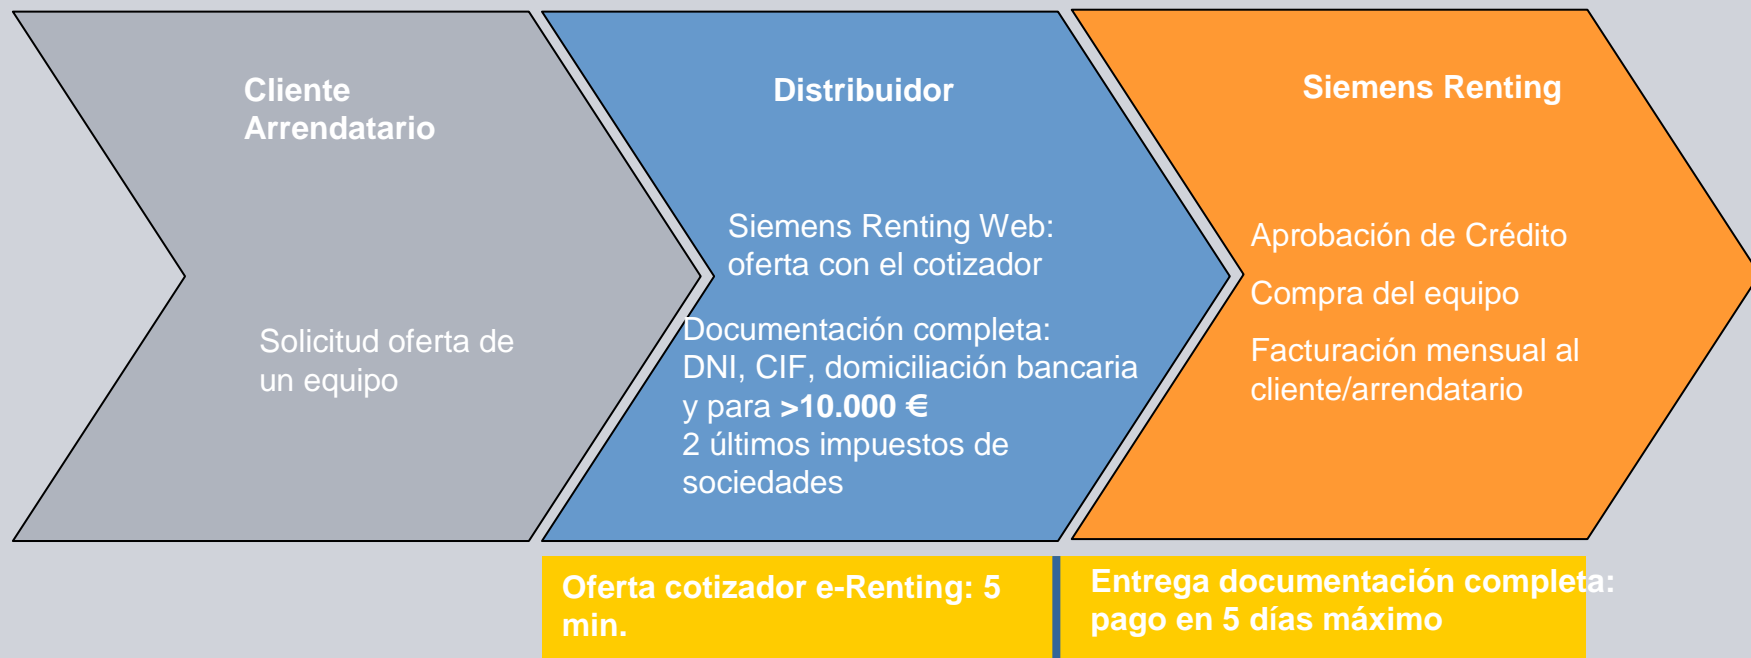 Cliente
Arrendatario
Solicitud oferta de
un equipo
Distribuidor
Siemens Renting Web:
oferta con el cotizador
Documentación completa:
DNI, CIF, domiciliación bancaria
y para >10.000 €
2 últimos impuestos de
sociedades
Siemens Renting
Aprobación de Crédito
Compra del equipo
Facturación mensual al
cliente/arrendatario
Oferta cotizador e-Renting: 5
min.
Entrega documentación completa:
pago en 5 días máximo